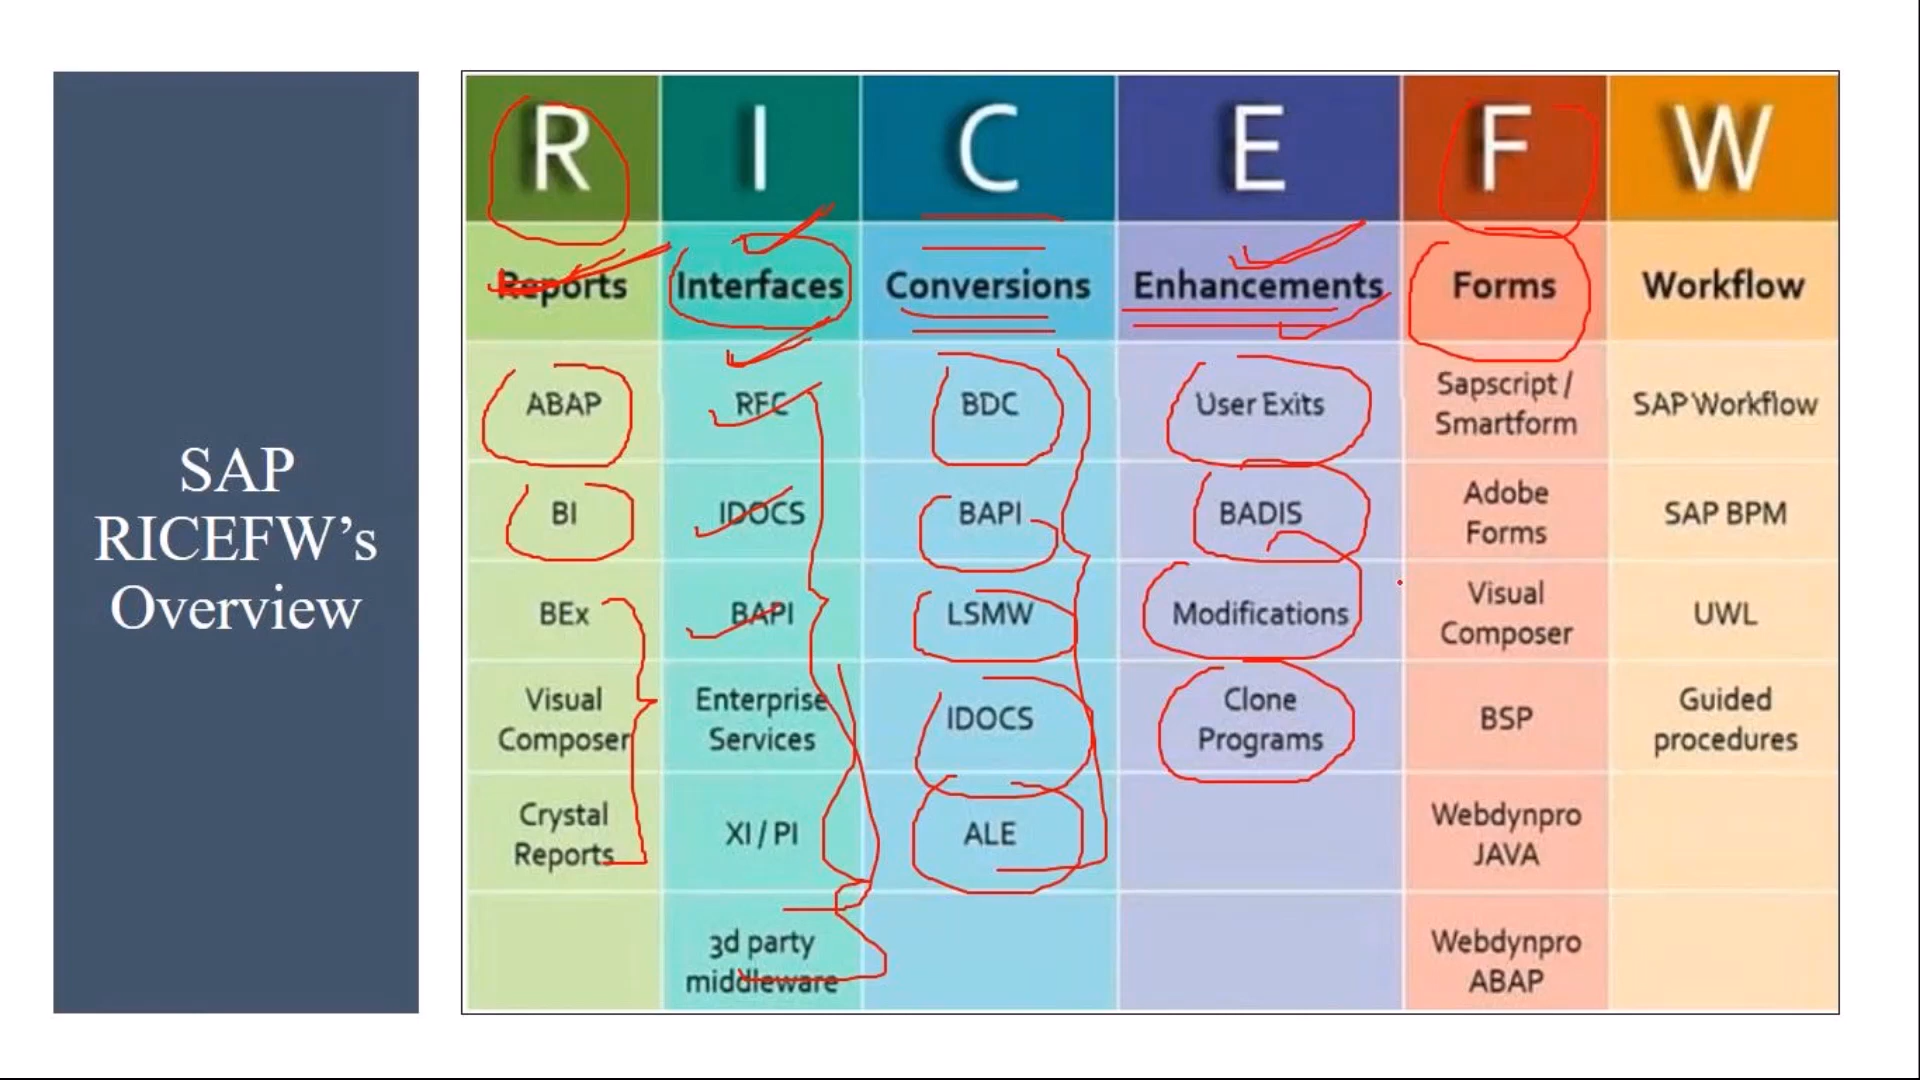 SAP
RICEFW’s
Overview
R I C E F W
Reports Interfaces Conversions Enhancements Forms Workflow
ABAP RFC BDC User Exits Sapscript / Smartform SAP Workflow
BI IDOCS BAPI BADIS Adobe Forms SAP BPM
BEx BAPI LSMW Modifications Visual Composer UWL
Visual Composer Enterprise Services IDOCS Clone Programs BSP Guided procedures
Crystal Reports XI / PI ALE Webdynpro JAVA
3d party middleware Webdynpro ABAP